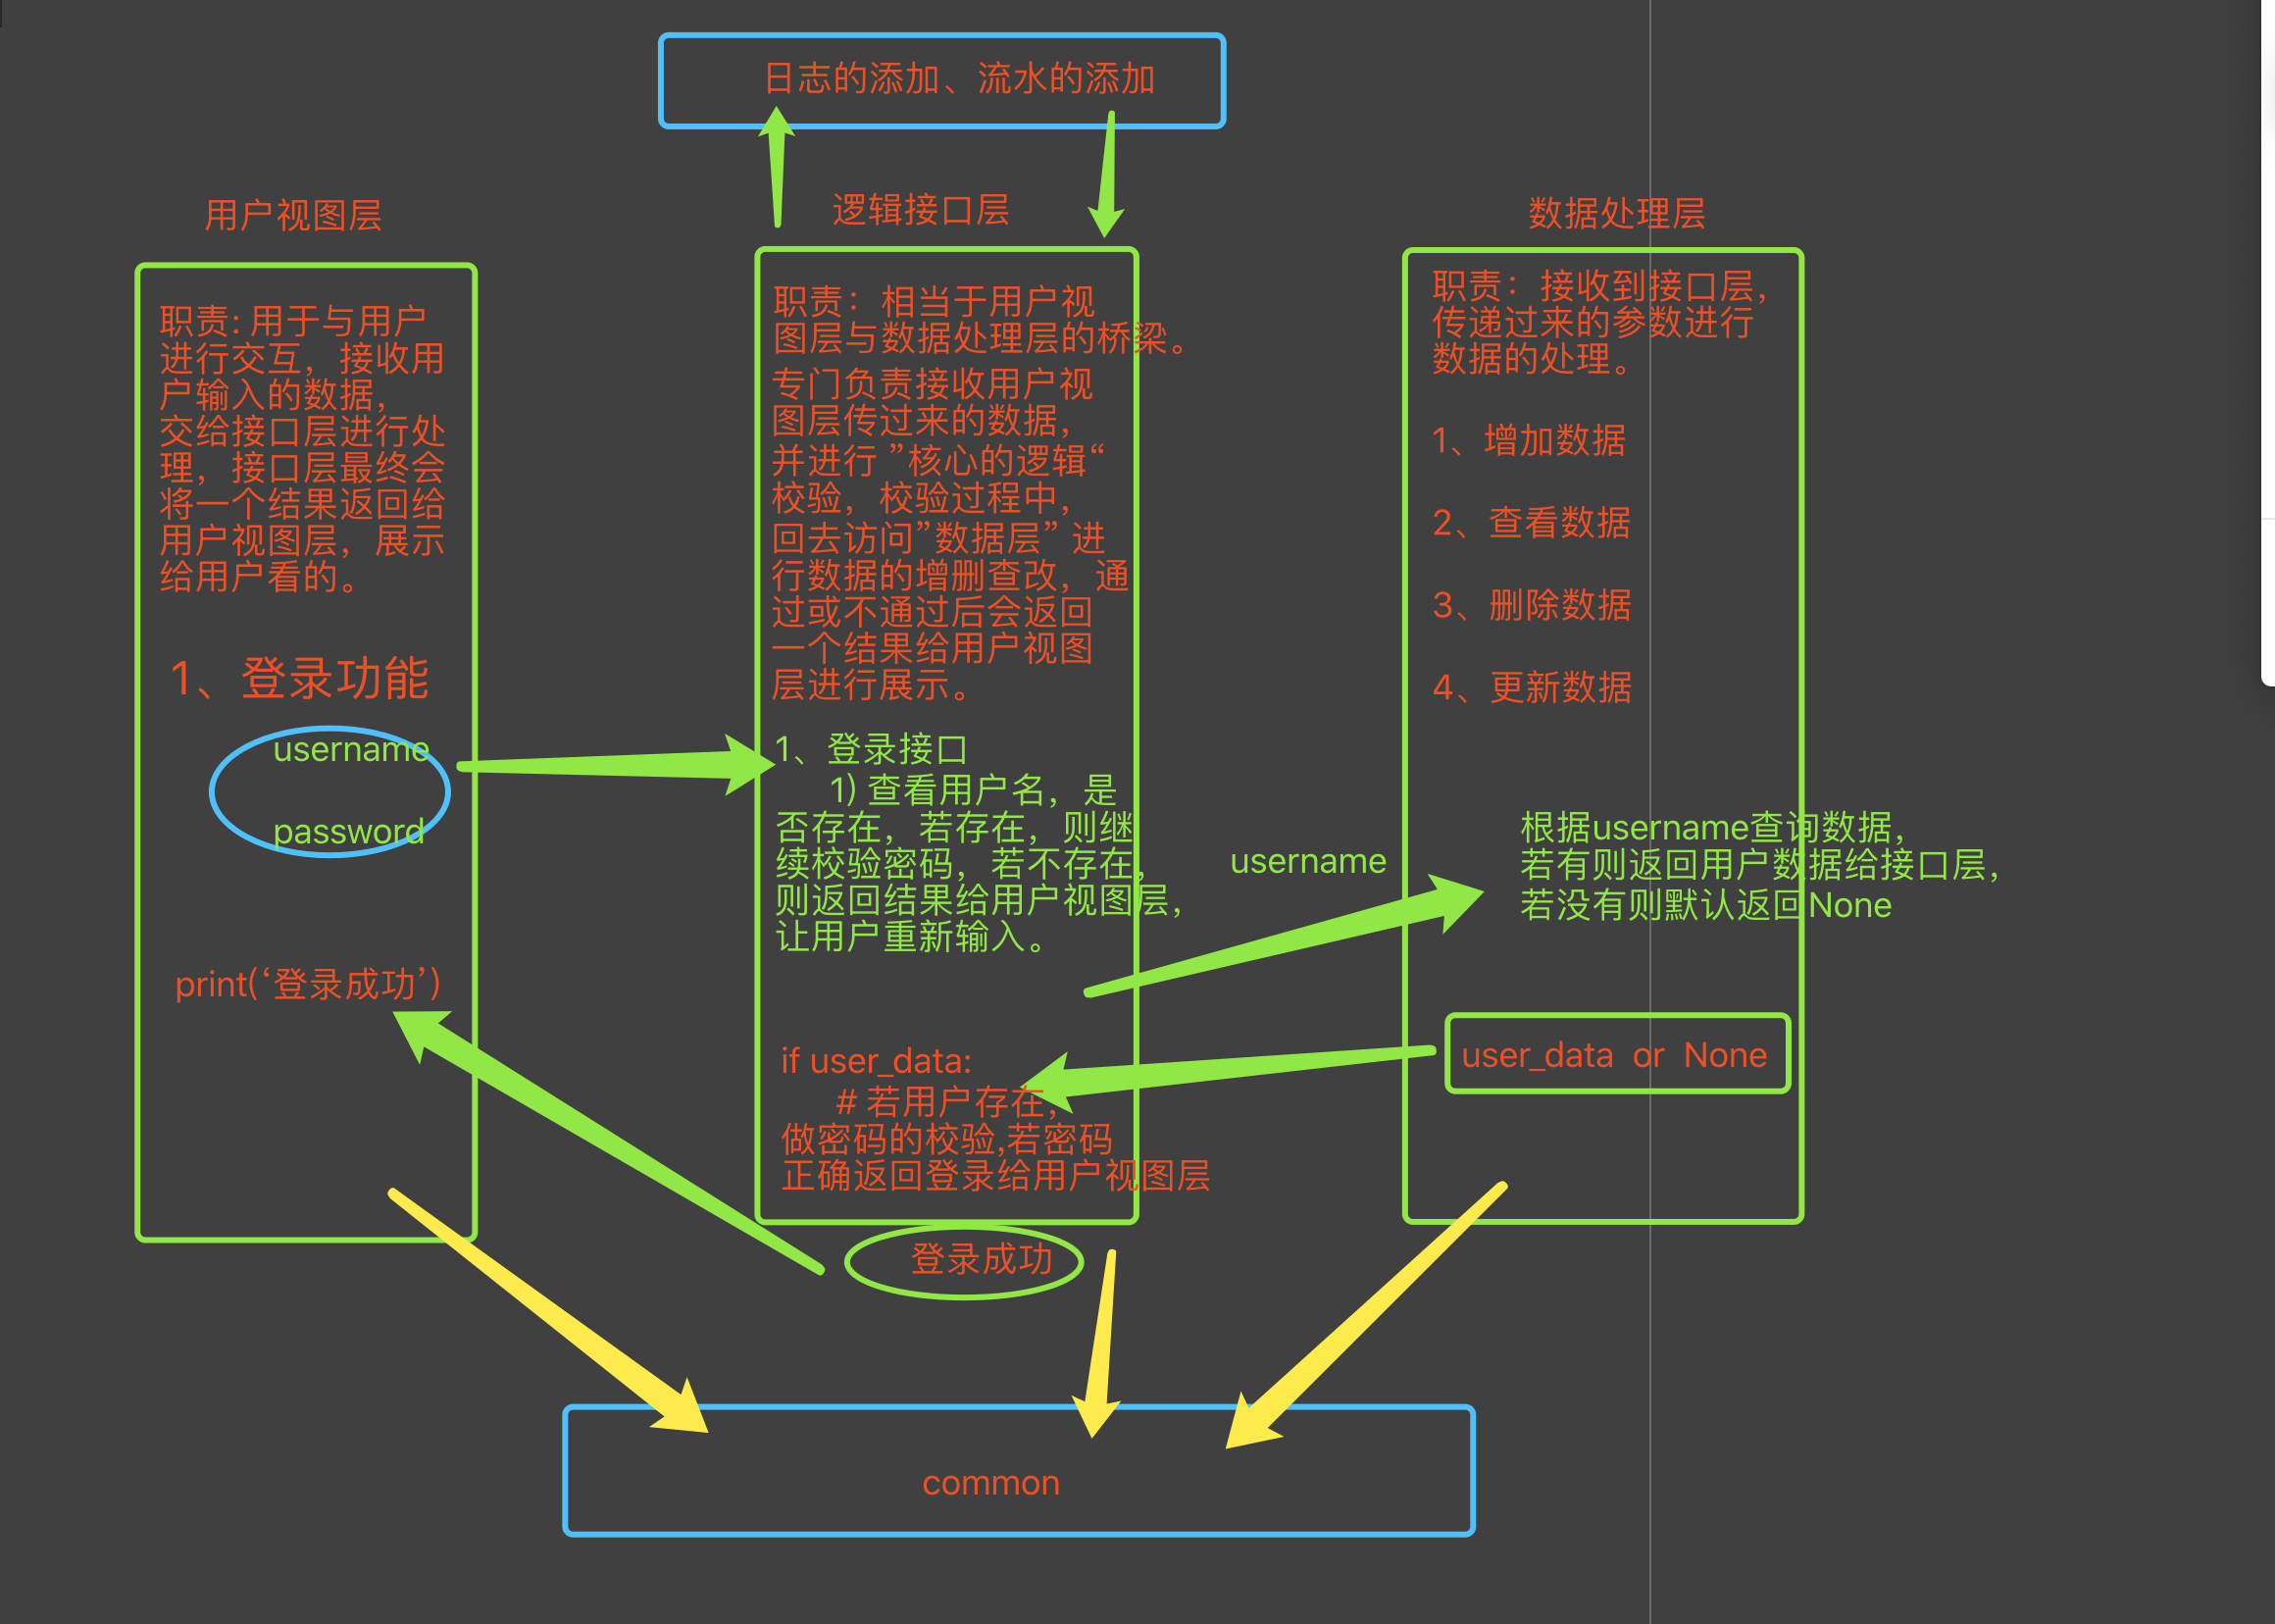 日志的添加、流水的添加
用户视图层
职责：用于与用户
进行交互，接收用
户输入的数据，
交给接口层进行处
理，接口层最终会
将一个结果返回给
用户视图层，展示
给用户看的。
1、登录功能
username
password
print(‘登录成功’)
逻辑接口层
职责：相当于用户视
图层与数据处理层的桥梁。
专门负责接收用户视
图层传过来的数据，
并进行 ”核心的逻辑“
校验，校验过程中，
回去访问”数据层” 进
行数据的增删查改，通
过或不通过后会返回
一个结果给用户视图
层进行展示。
1、登录接口
1) 查看用户名，是
否存在，若存在，则继
续校验密码，若不存在，
则返回结果给用户视图层，
让用户重新输入。
if user_data:
# 若用户存在，
做密码的校验,若密码
正确返回登录给用户视图层
登录成功
username
数据处理层
职责：接收到接口层，
传递过来的参数进行
数据的处理。
1、增加数据
2、查看数据
3、删除数据
4、更新数据
根据username查询数据，
若有则返回用户数据给接口层，
若没有则默认返回None
user_data or None
common